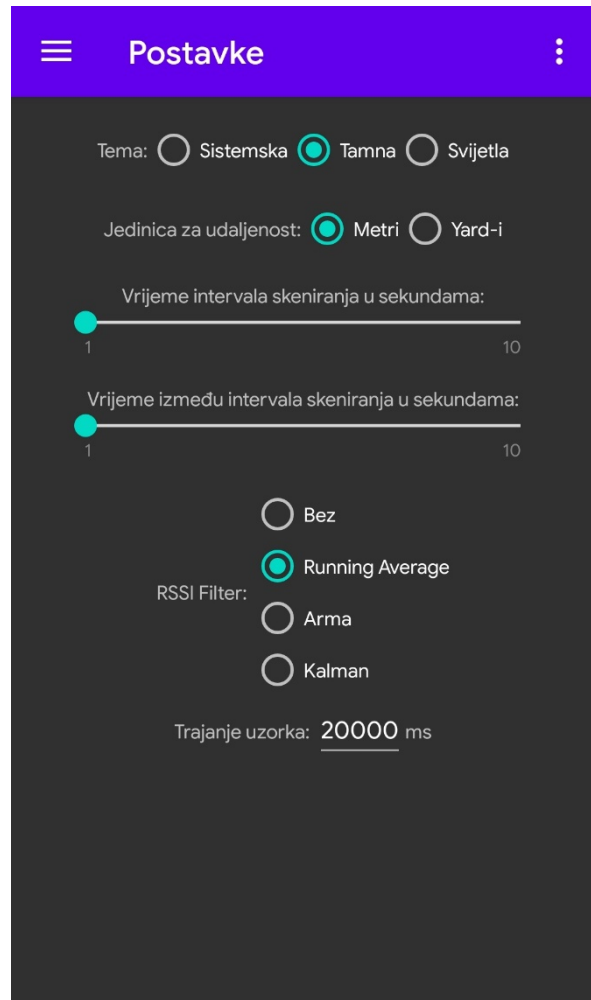 Postavke
Tema: Sistemska Tamna Svijetla
Jedinica za udaljenost: Metri Yard-i
Vrijeme intervala skeniranja u sekundama:
1 10
Vrijeme između intervala skeniranja u sekundama:
1 10
Bez
Running Average
RSSI Filter:
Arma
Kalman
Trajanje uzorka: 20000 ms